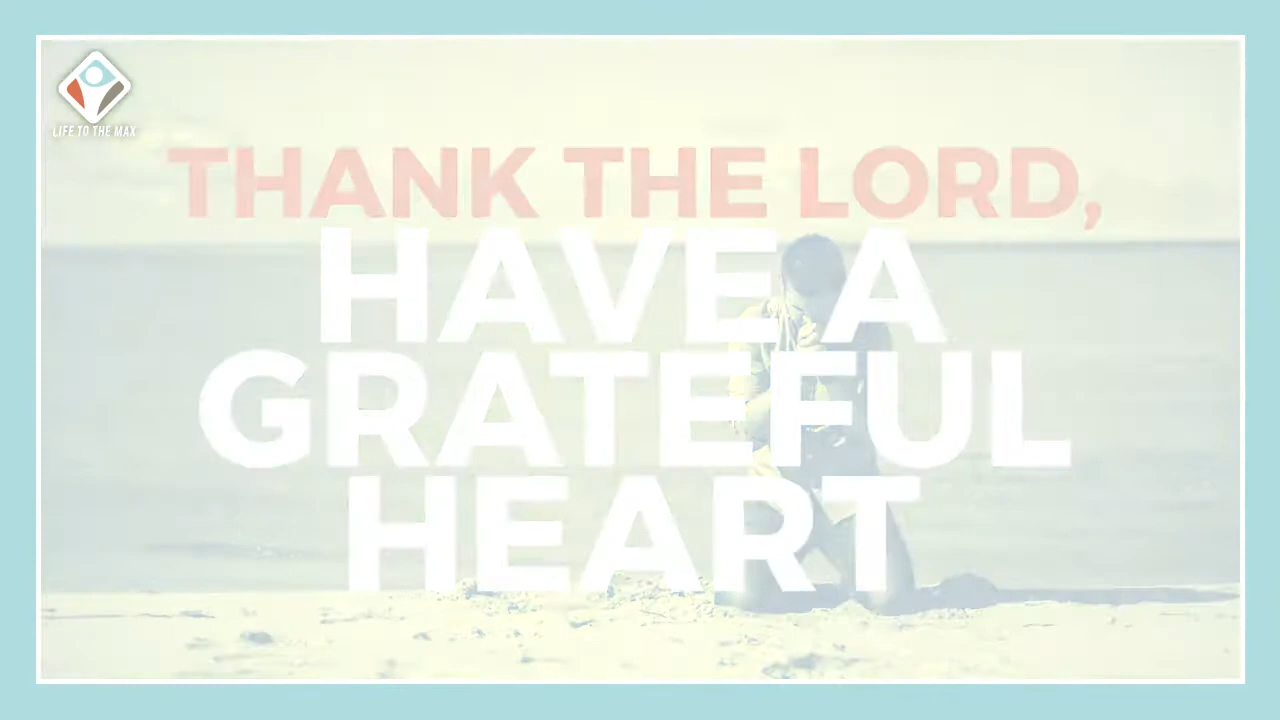 LIFE TO THE MAX
THANK THE LORD,
HAVE A
GRATEFUL
HEART